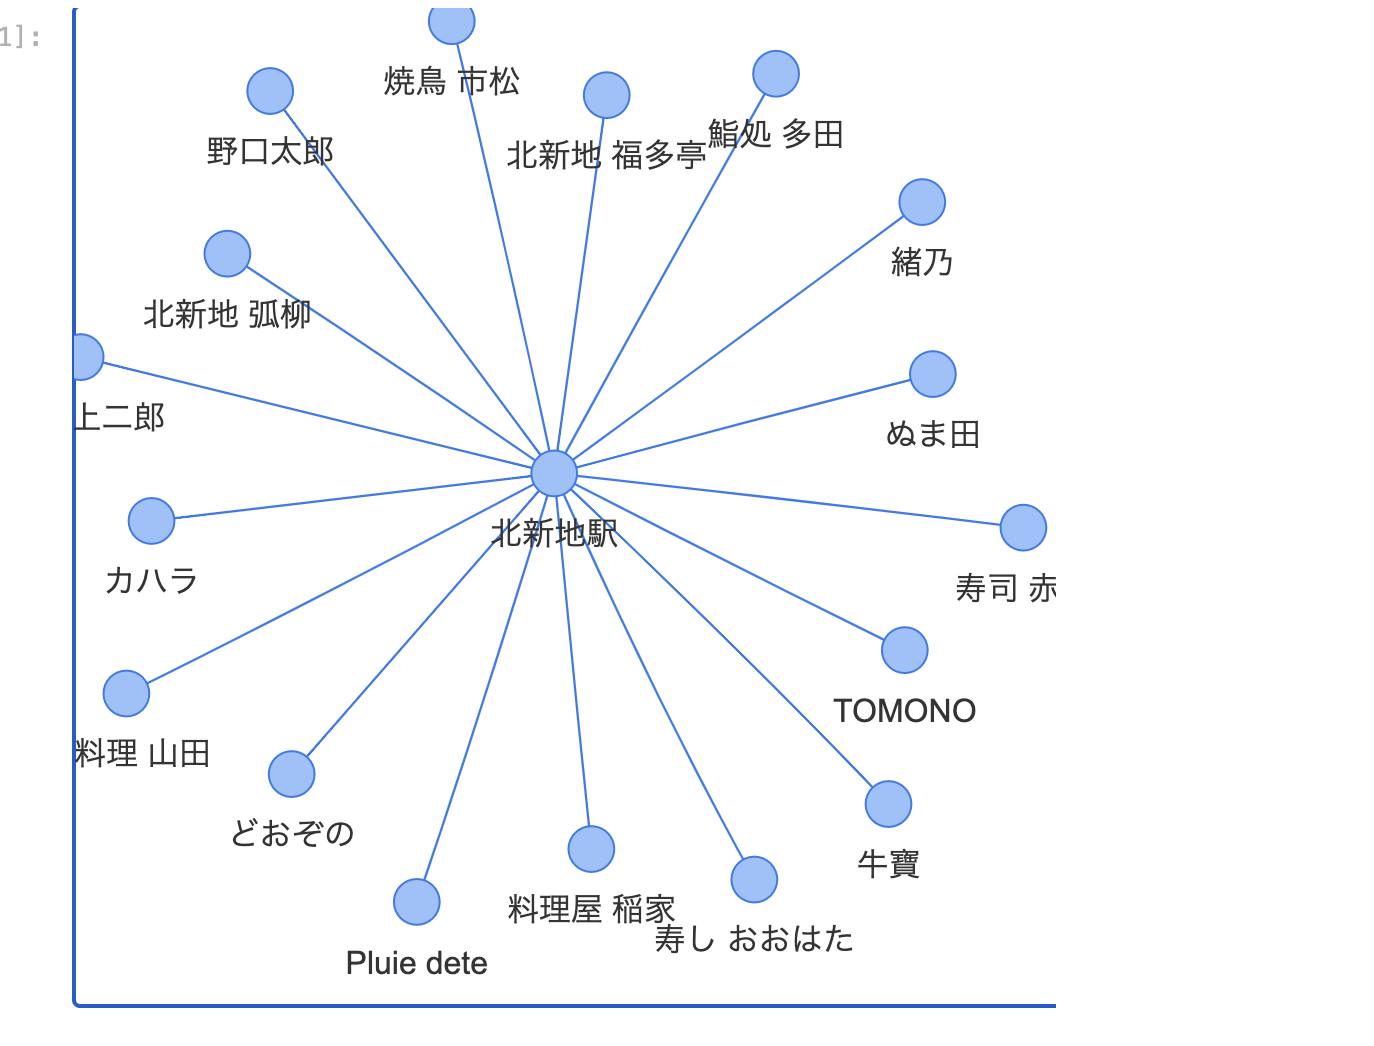 1]:
焼鳥 市松
鮨処 多田
野口太郎
北新地 福多亭
緒乃
北新地 弧柳
上二郎
ぬま田
北新地駅
カハラ
寿司 赤
TOMONO
料理 山田
どおぞの
牛寶
料理屋 稲家
寿し おおはた
Pluie dete